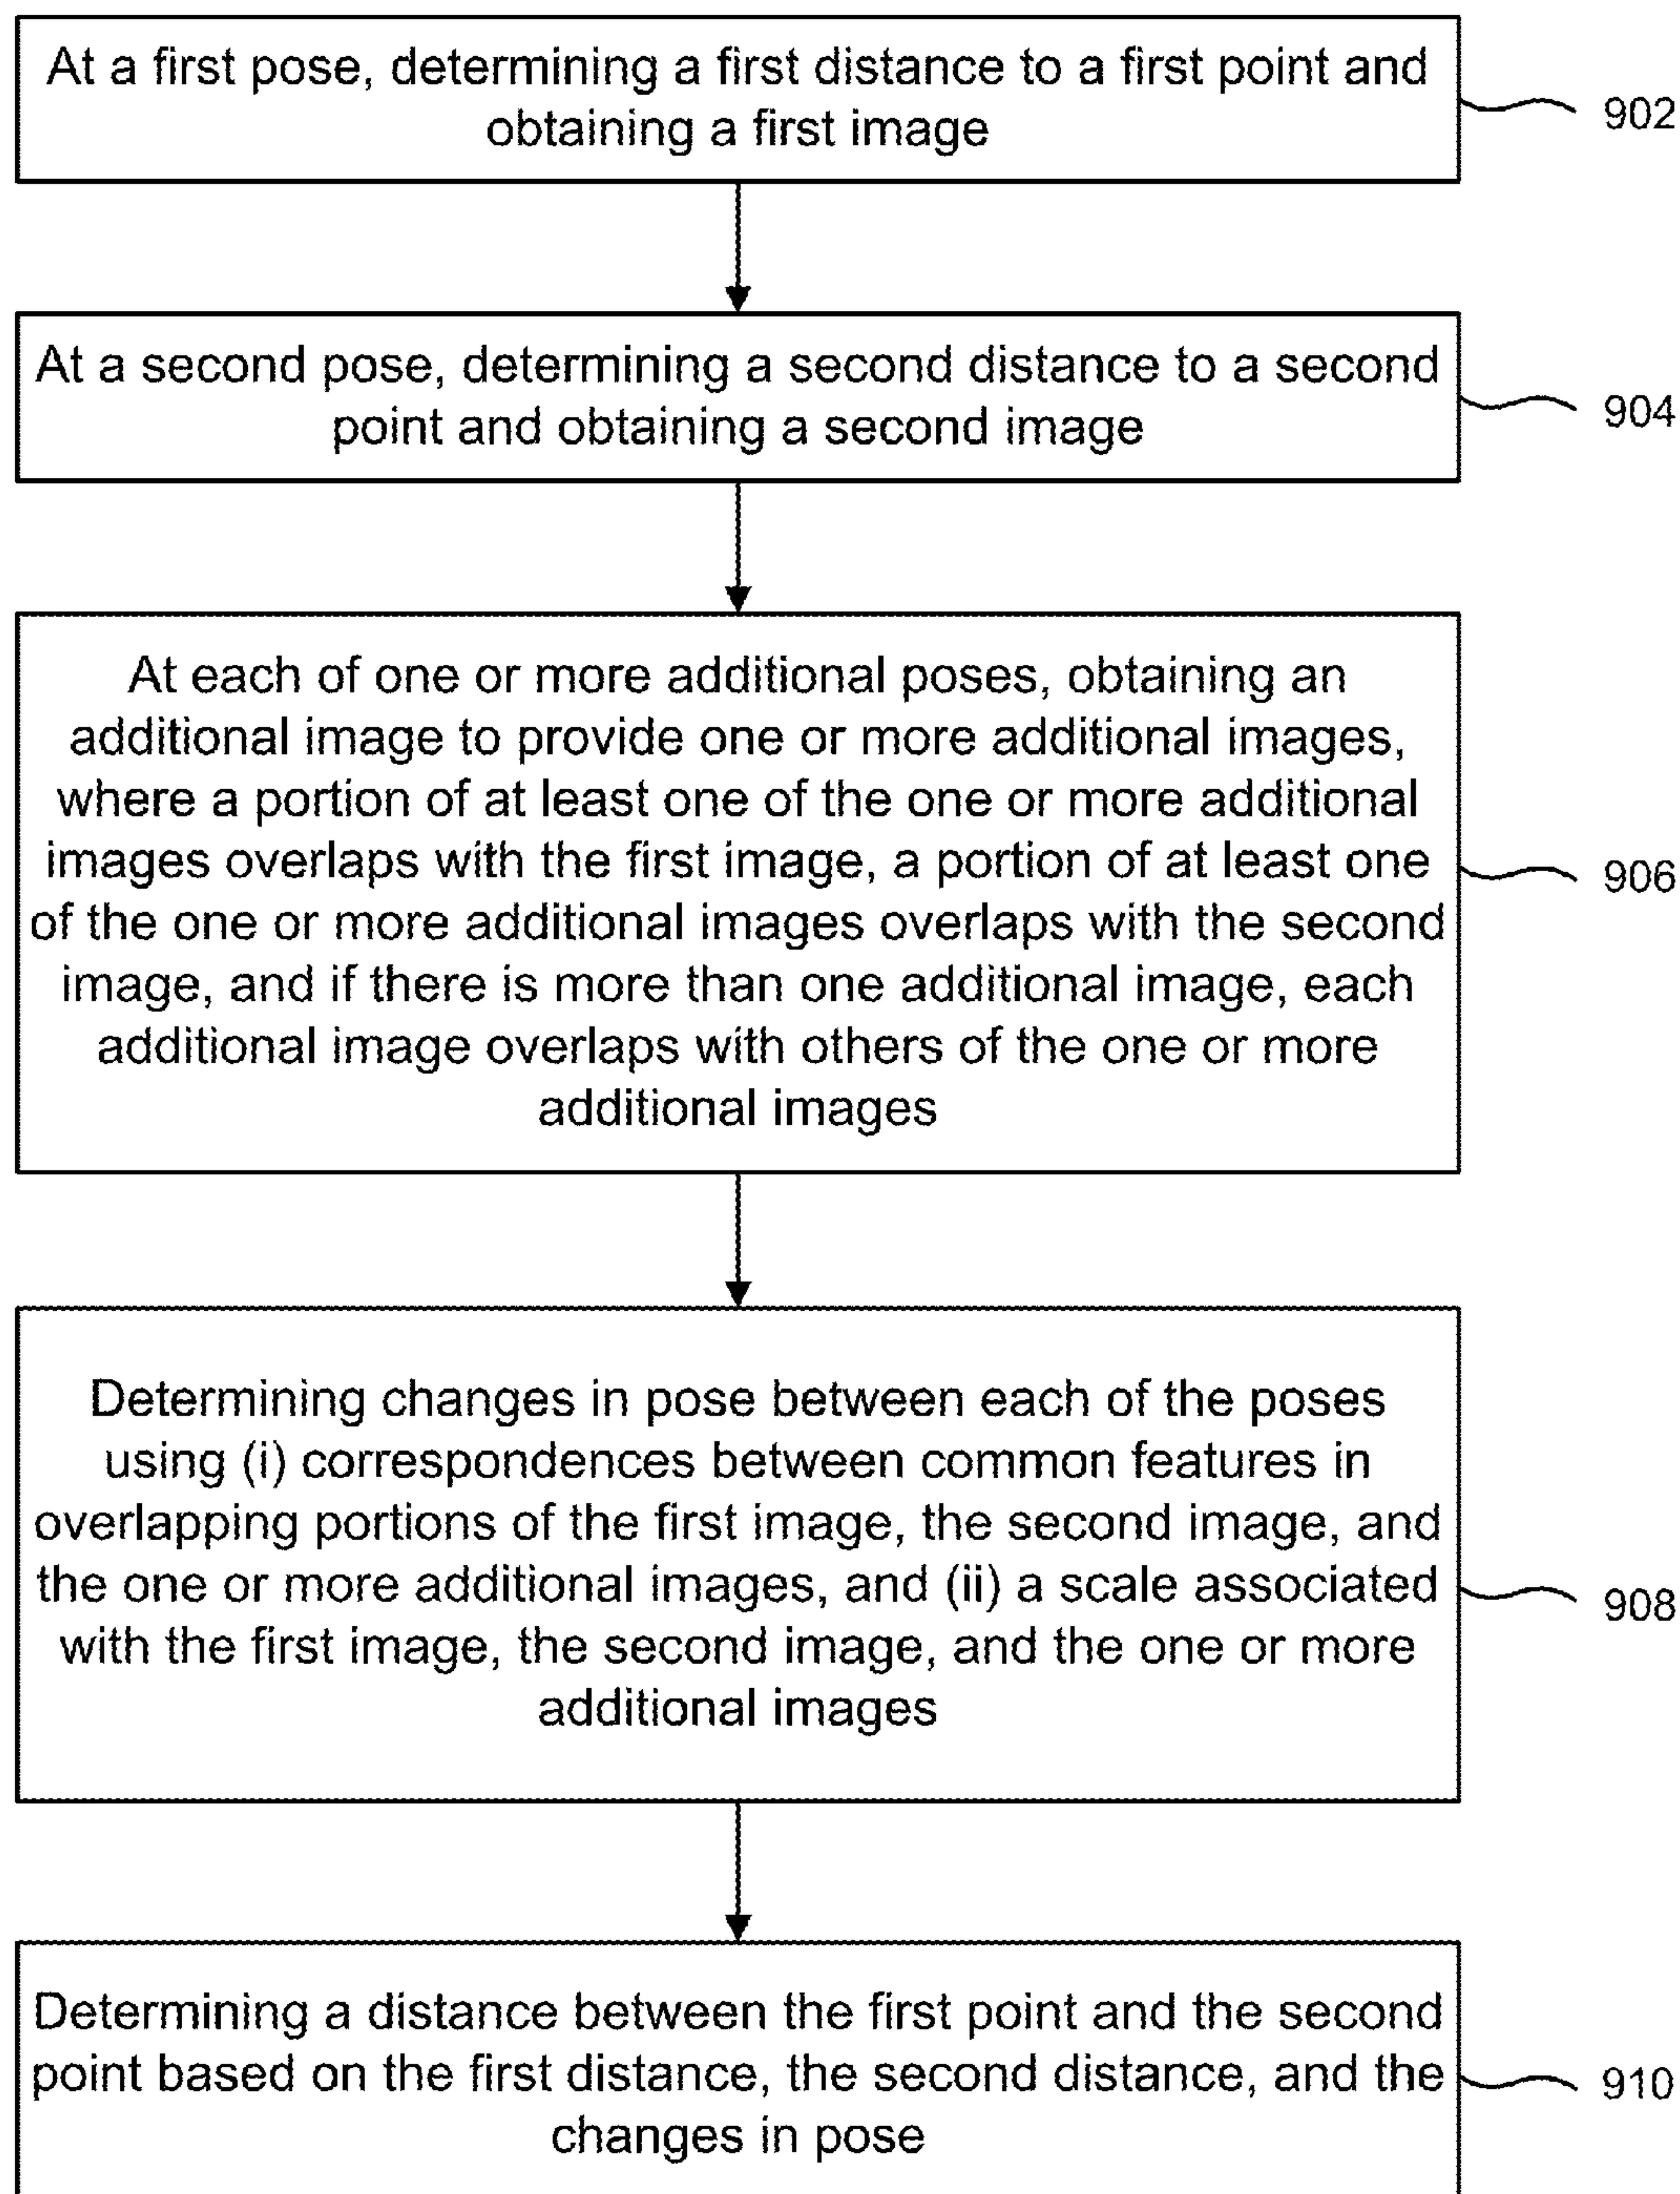 At a first pose, determining a first distance to a first point and
obtaining a first image
902
At a second pose, determining a second distance to a second
point and obtaining a second image
904
At each of one or more additional poses, obtaining an
additional image to provide one or more additional images,
where a portion of at least one of the one or more additional
images overlaps with the first image, a portion of at least one
of the one or more additional images overlaps with the second
image, and if there is more than one additional image, each
additional image overlaps with others of the one or more
additional images
906
Determining changes in pose between each of the poses
using (i) correspondences between common features in
overlapping portions of the first image, the second image, and
the one or more additional images, and (ii) a scale associated
with the first image, the second image, and the one or more
additional images
908
Determining a distance between the first point and the second
point based on the first distance, the second distance, and the
changes in pose
910